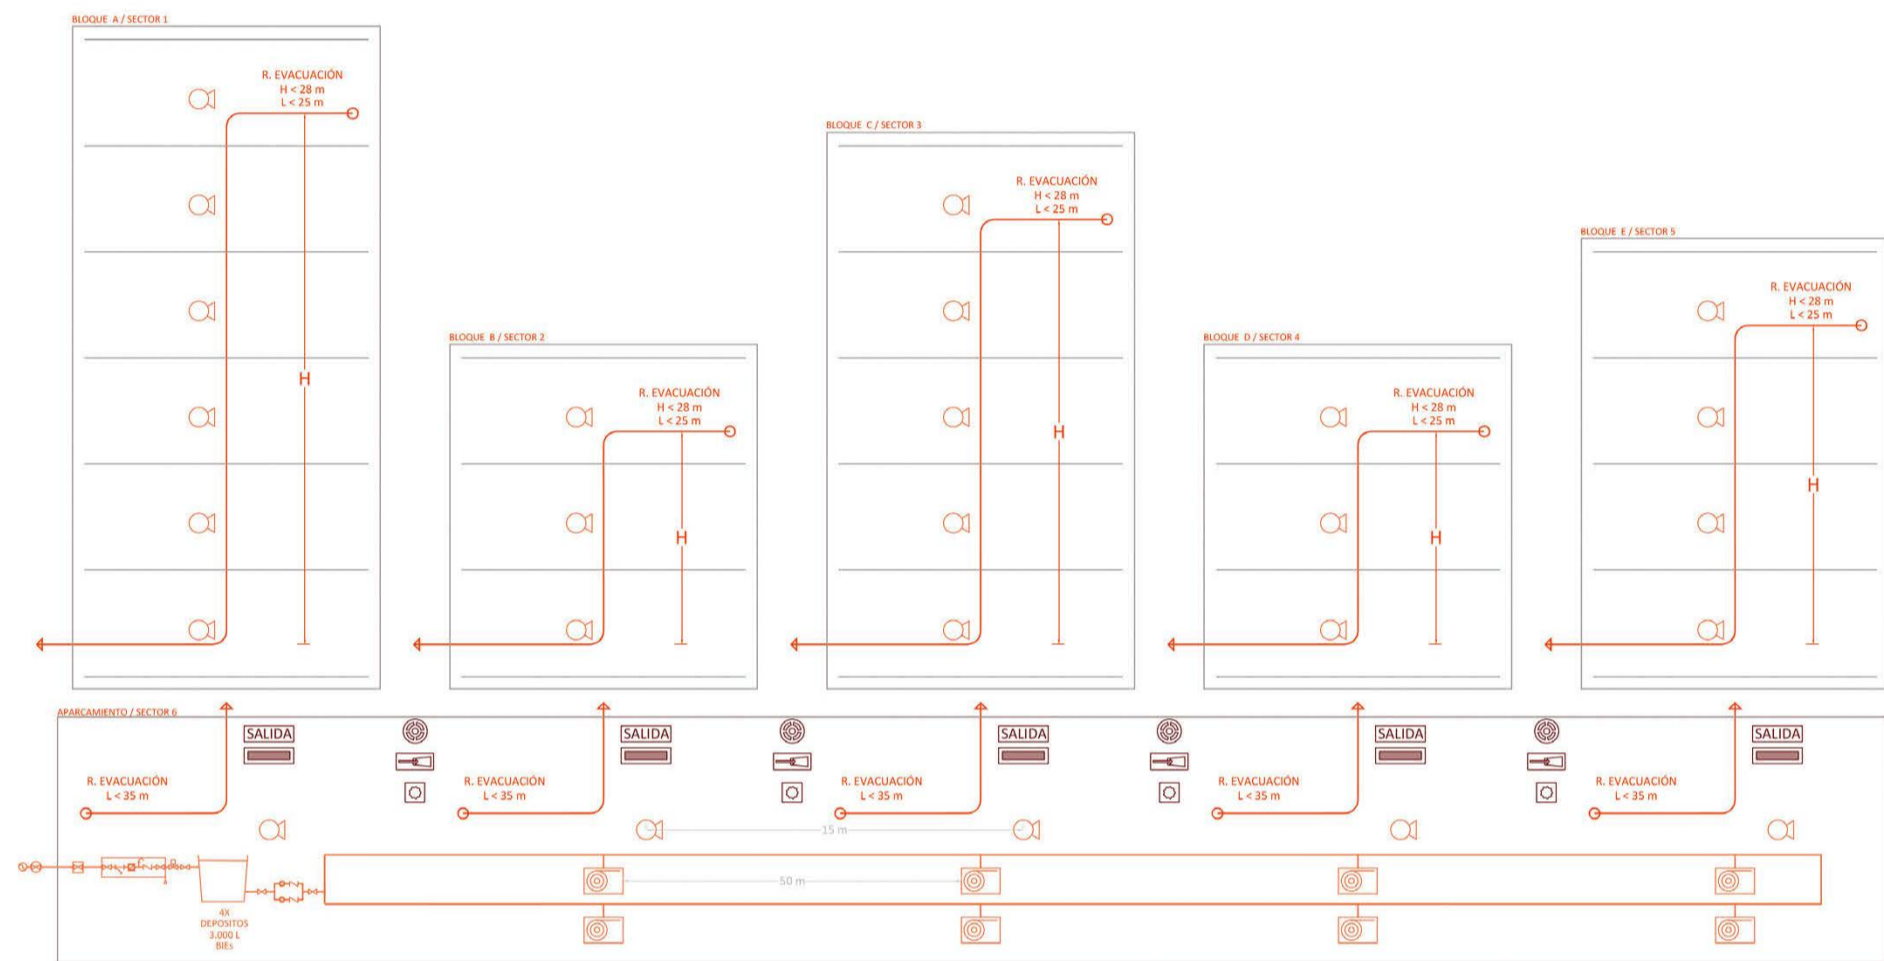 BLOQUE A / SECTOR 1
R. EVACUACIÓN
H < 28 m
L < 25 m
H
BLOQUE B / SECTOR 2
R. EVACUACIÓN
H < 28 m
L < 25 m
H
BLOQUE C / SECTOR 3
R. EVACUACIÓN
H < 28 m
L < 25 m
H
BLOQUE D / SECTOR 4
R. EVACUACIÓN
H < 28 m
L < 25 m
H
BLOQUE E / SECTOR 5
R. EVACUACIÓN
H < 28 m
L < 25 m
H
APARCAMIENTO / SECTOR 6
SALIDA
SALIDA
SALIDA
SALIDA
SALIDA
R. EVACUACIÓN
L < 35 m
R. EVACUACIÓN
L < 35 m
R. EVACUACIÓN
L < 35 m
R. EVACUACIÓN
L < 35 m
R. EVACUACIÓN
L < 35 m
15 m
50 m
4X
DEPOSITOS
3.000 L
BIEs